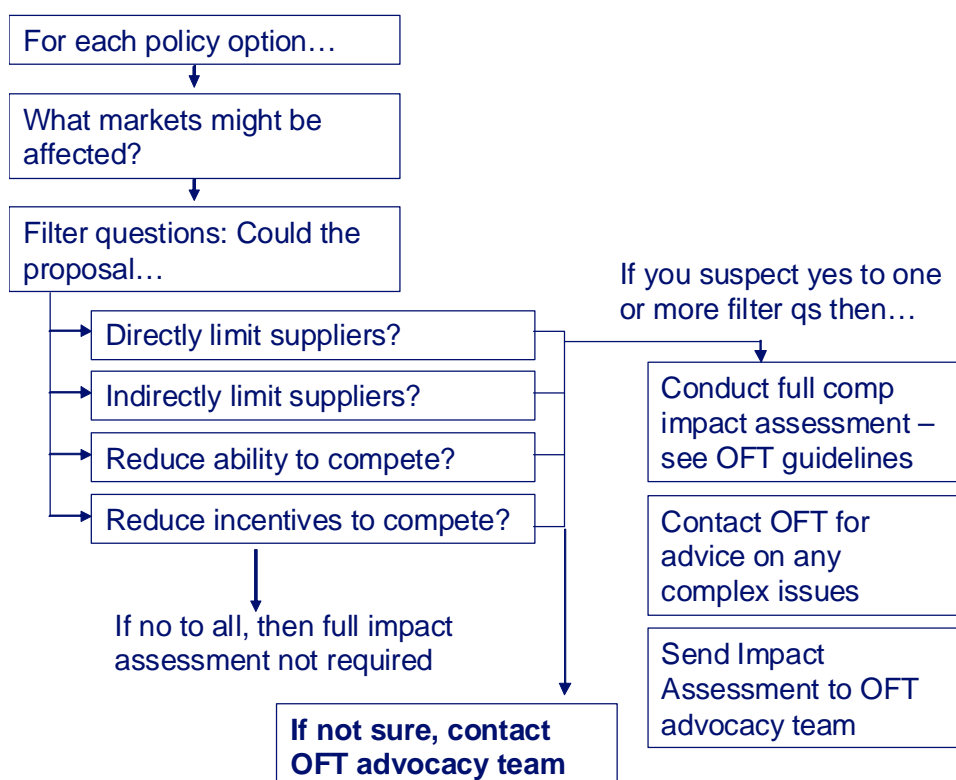 For each policy option…
What markets might be
affected?
Filter questions: Could the
proposal…
Directly limit suppliers?
Indirectly limit suppliers?
Reduce ability to compete?
Reduce incentives to compete?
If no to all, then full impact
assessment not required
If not sure, contact
OFT advocacy team
If you suspect yes to one
or more filter qs then…
Conduct full comp
impact assessment –
see OFT guidelines
Contact OFT for
advice on any
complex issues
Send Impact
Assessment to OFT
advocacy team